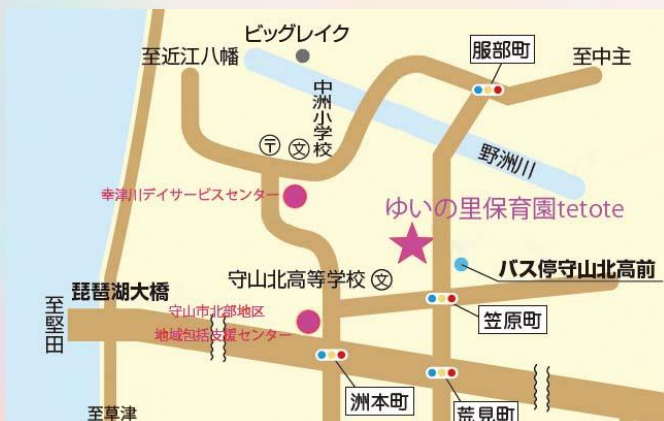 ビッグレイク
服部町
至近江八幡
至中主
中洲小学校
〒
文
野洲川
幸津川デイサービスセンター
ゆいの里保育園tetote
バス停守山北高前
守山北高等学校
文
琵琶湖大橋
至堅田
守山市北部地区
地域包括支援センター
笠原町
洲本町
荒見町
至草津